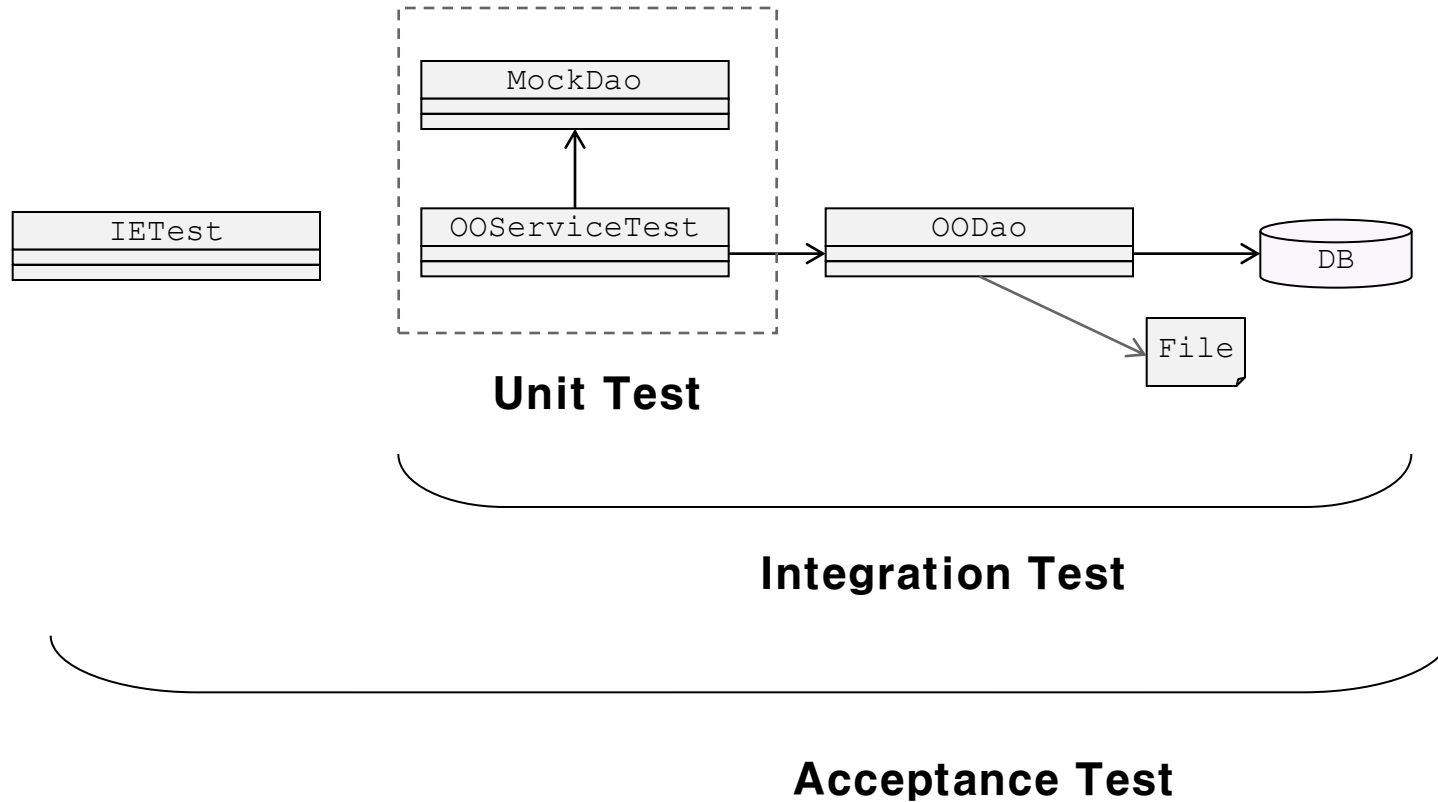 MockDao
IETest
OOServiceTest
OODao
DB
File
Unit Test
Integration Test
Acceptance Test